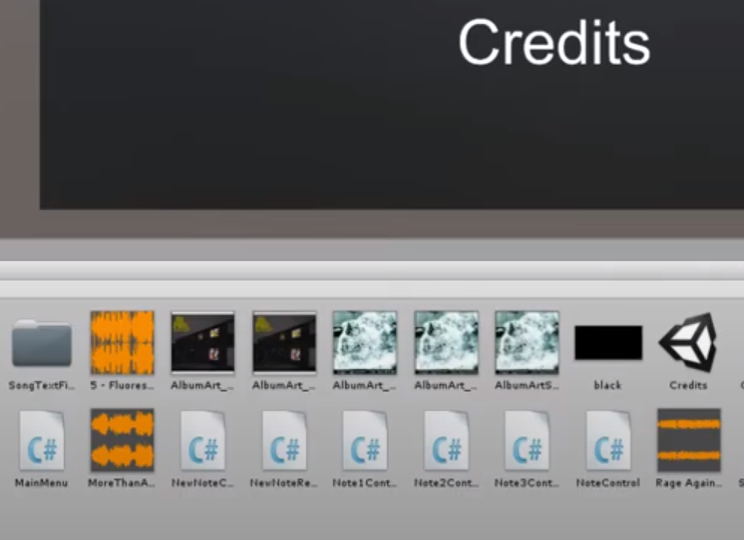 Credits
SongTextFi... 5 - Fluores... AlbumArt_... AlbumArt_... AlbumArt_... AlbumArt_... AlbumArtS... black Credits
C# C# C# C# C# C# C#
MainMenu MoreThanA... NewNoteC... NewNoteRe... Note1Cont... Note2Cont... Note3Cont... NoteControl Rage Again...